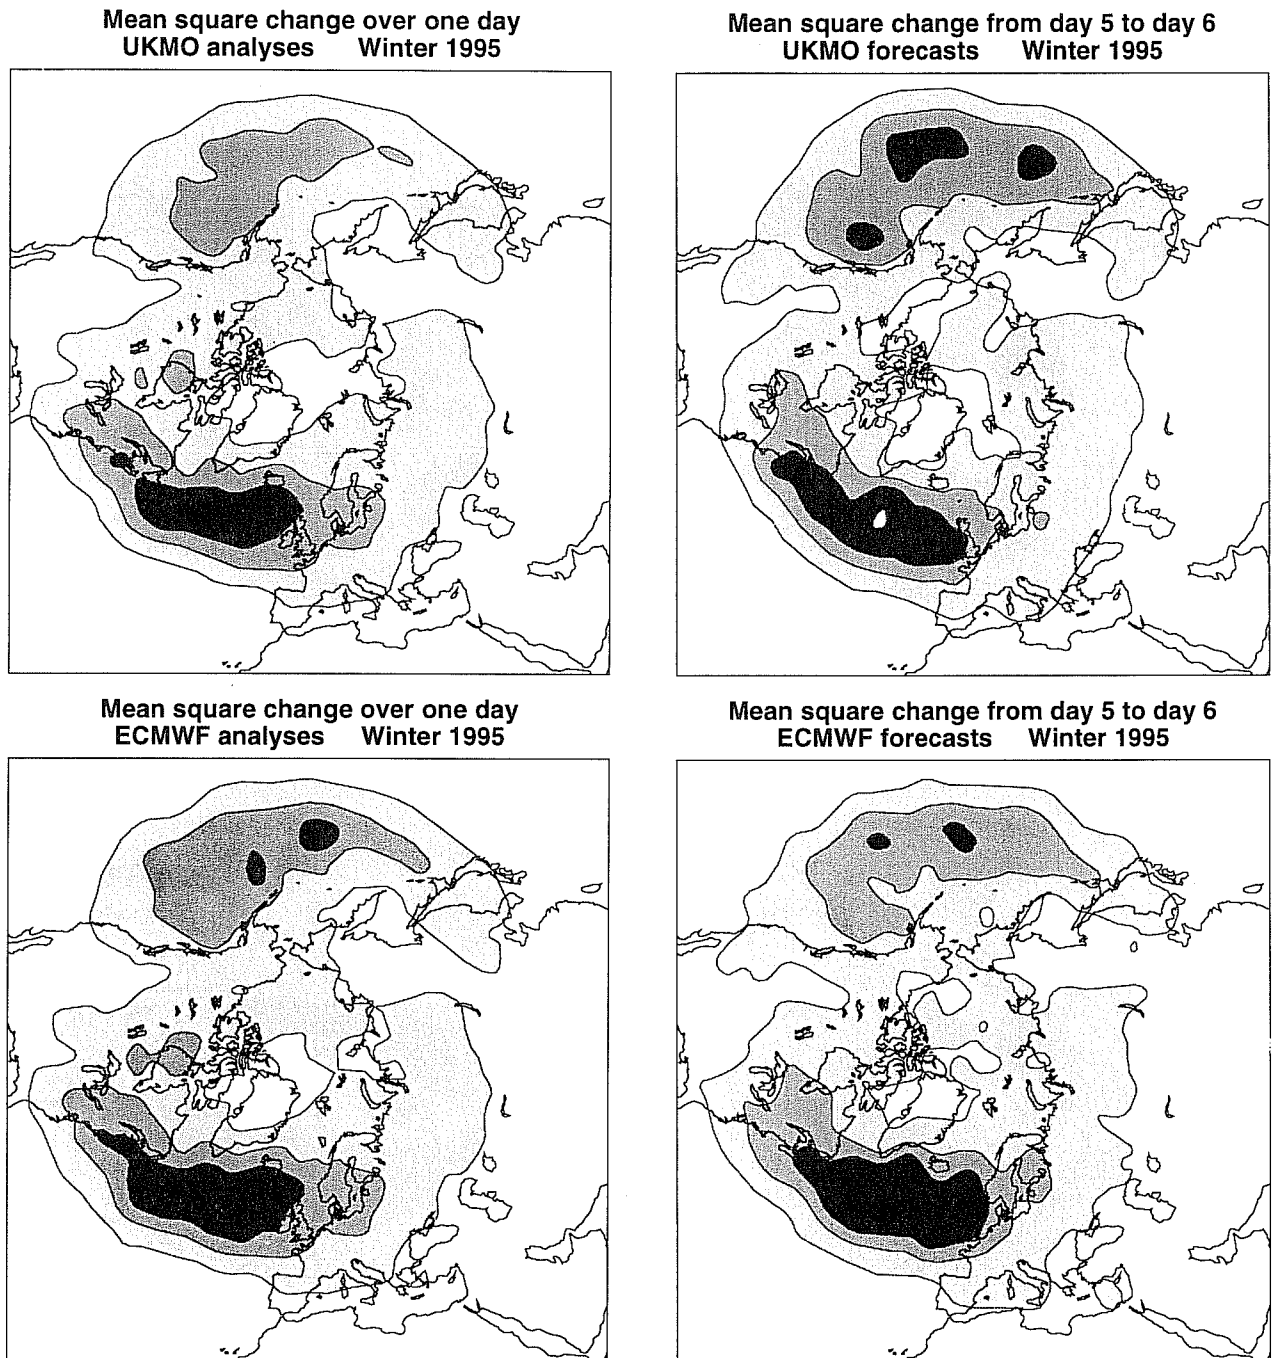 Mean square change over one day
UKMO analyses Winter 1995
Mean square change from day 5 to day 6
UKMO forecasts Winter 1995
Mean square change over one day
ECMWF analyses Winter 1995
Mean square change from day 5 to day 6
ECMWF forecasts Winter 1995